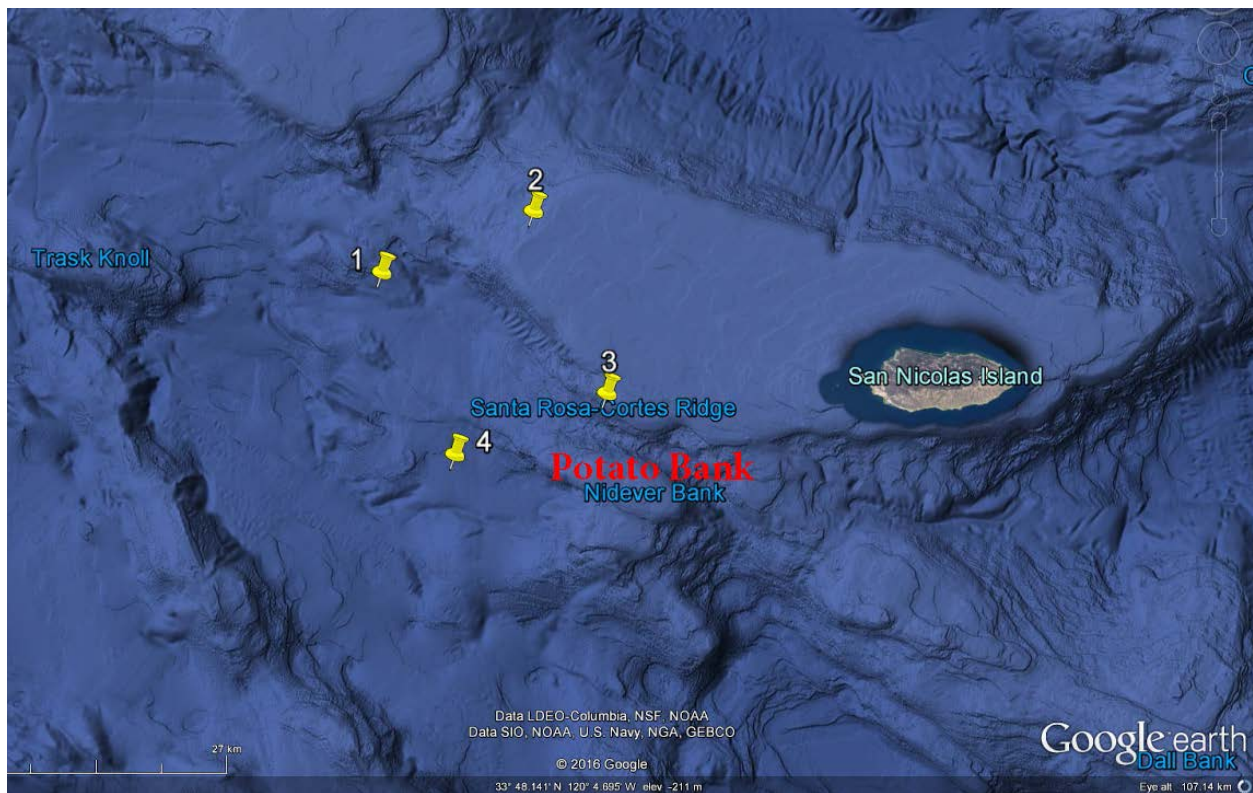 2
1
Trask Knoll
3
San Nicolas Island
Santa Rosa-Cortes Ridge
4
Potato Bank
Nidever Bank
Data LDEO-Columbia, NSF, NOAA
Data SIO, NOAA, U.S. Navy, NGA, GEBCO
Google earth
27 km
© 2016 Google
Dall Bank
33° 48.141' N 120° 4.695' W elev -211 m
Eye alt 107.14 km